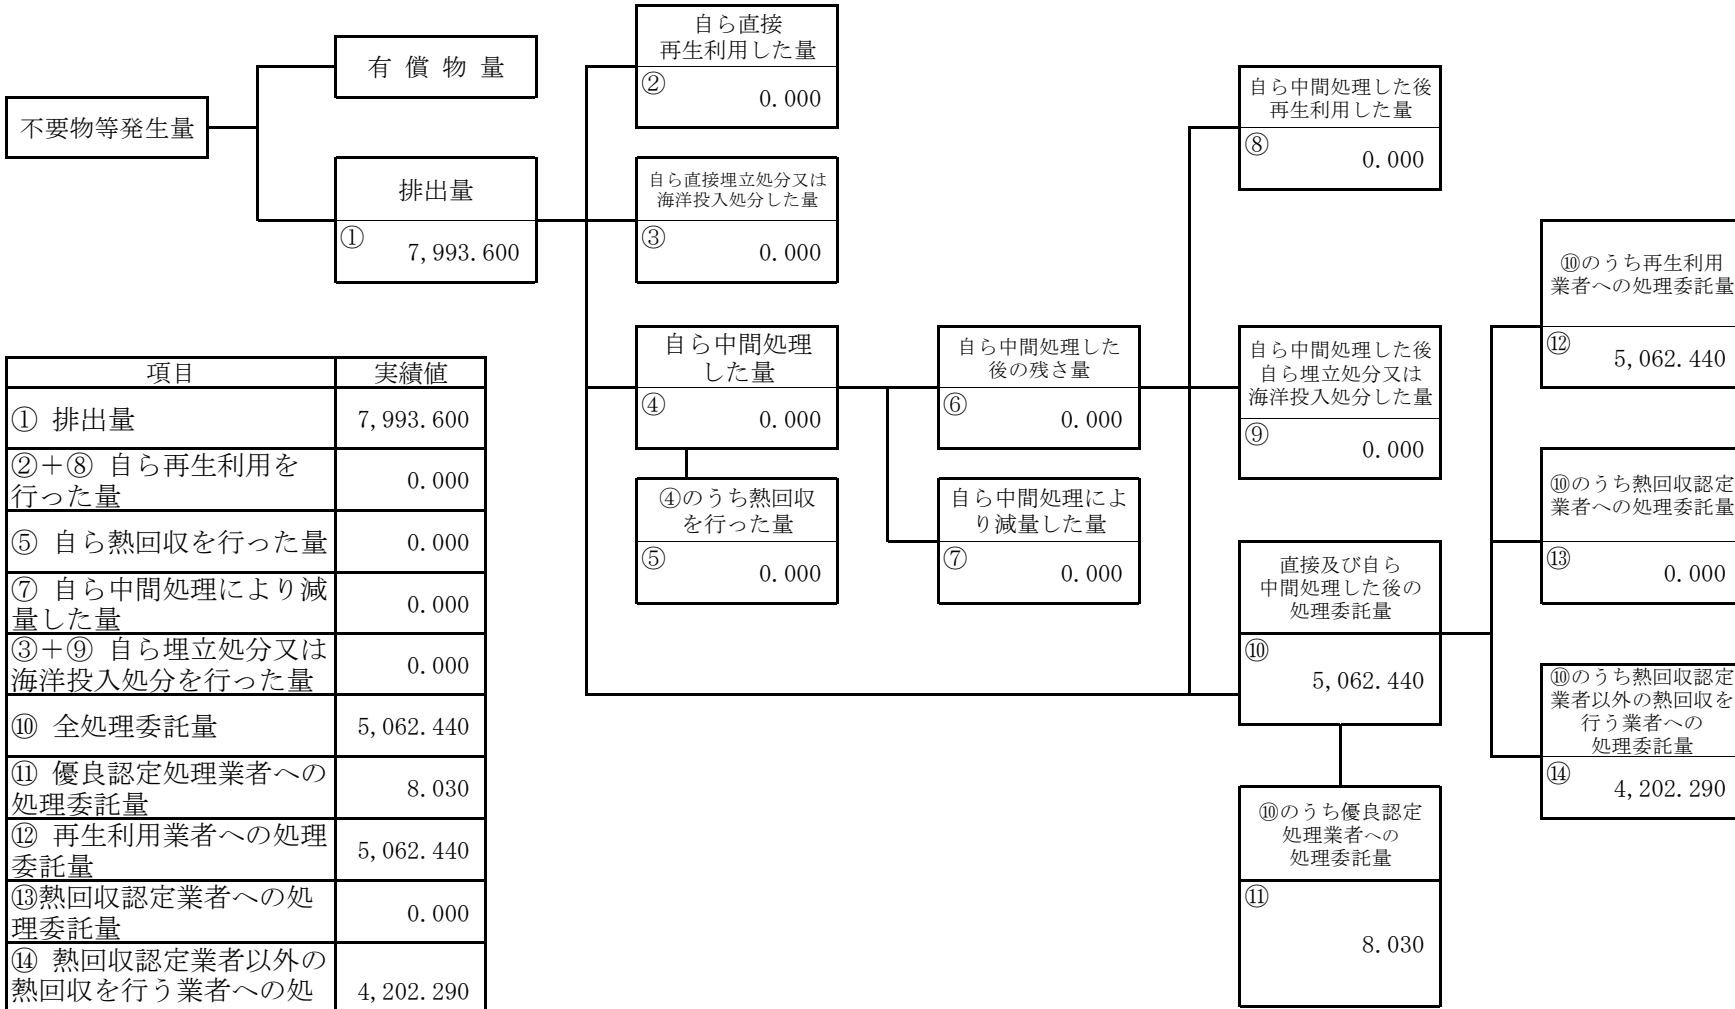 不要物等発生量
有 償 物 量
排出量
① 7,993.600
自ら直接
再生利用した量
② 0.000
自ら直接埋立処分又は
海洋投入処分した量
③ 0.000
自ら中間処理
した量
④ 0.000
④のうち熱回収
を行った量
⑤ 0.000
自ら中間処理した
後の残さ量
⑥ 0.000
自ら中間処理によ
り減量した量
⑦ 0.000
自ら中間処理した後
再生利用した量
⑧ 0.000
自ら中間処理した後
自ら埋立処分又は
海洋投入処分した量
⑨ 0.000
直接及び自ら
中間処理した後の
処理委託量
⑩
5,062.440
⑩のうち優良認定
処理業者への
処理委託量
⑪
8.030
⑩のうち再生利用
業者への処理委託量
⑫ 5,062.440
⑩のうち熱回収認定
業者への処理委託量
⑬ 0.000
⑩のうち熱回収認定
業者以外の熱回収を
行う業者への
処理委託量
⑭ 4,202.290
項目 実績値
① 排出量 7,993.600
②＋⑧ 自ら再生利用を
行った量 0.000
⑤ 自ら熱回収を行った量 0.000
⑦ 自ら中間処理により減
量した量 0.000
③＋⑨ 自ら埋立処分又は
海洋投入処分を行った量 0.000
⑩ 全処理委託量 5,062.440
⑪ 優良認定処理業者への
処理委託量 8.030
⑫ 再生利用業者への処理
委託量 5,062.440
⑬熱回収認定業者への処
理委託量 0.000
⑭ 熱回収認定業者以外の
熱回収を行う業者への処 4,202.290